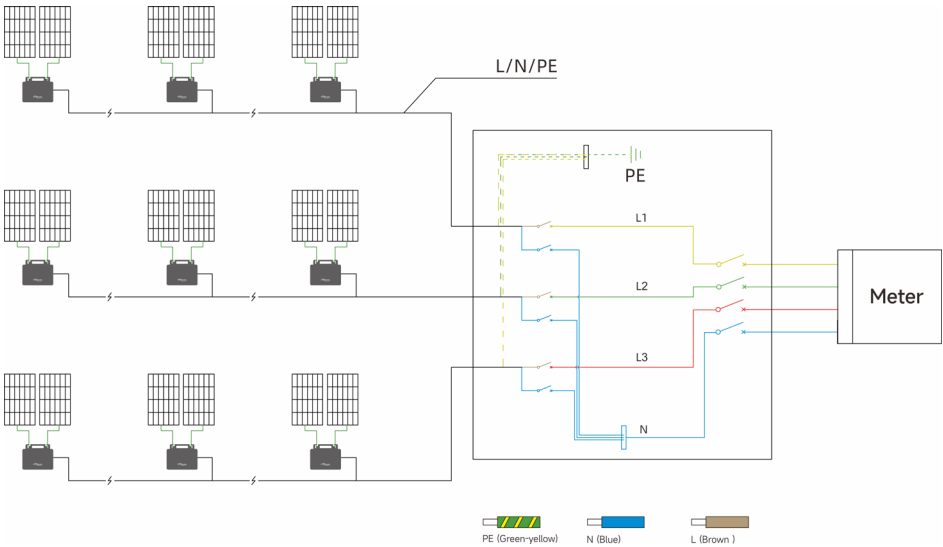 L/N/PE
PE
L1
L2
Meter
L3
N
PE (Green-yellow)
N (Blue)
L (Brown )